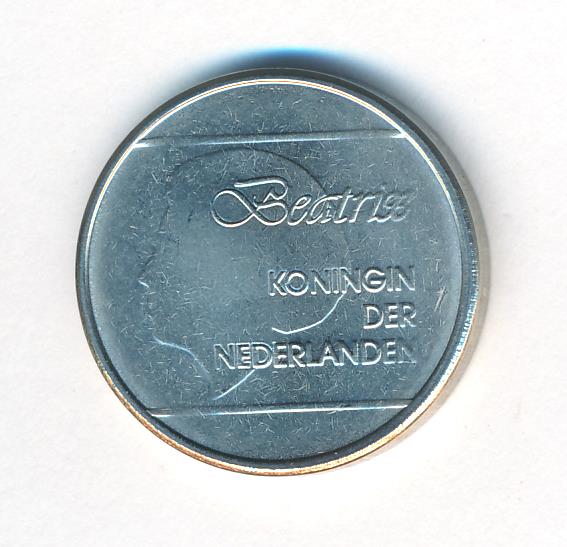 Beatrix
KONINGIN
DER
NEDERLANDEN